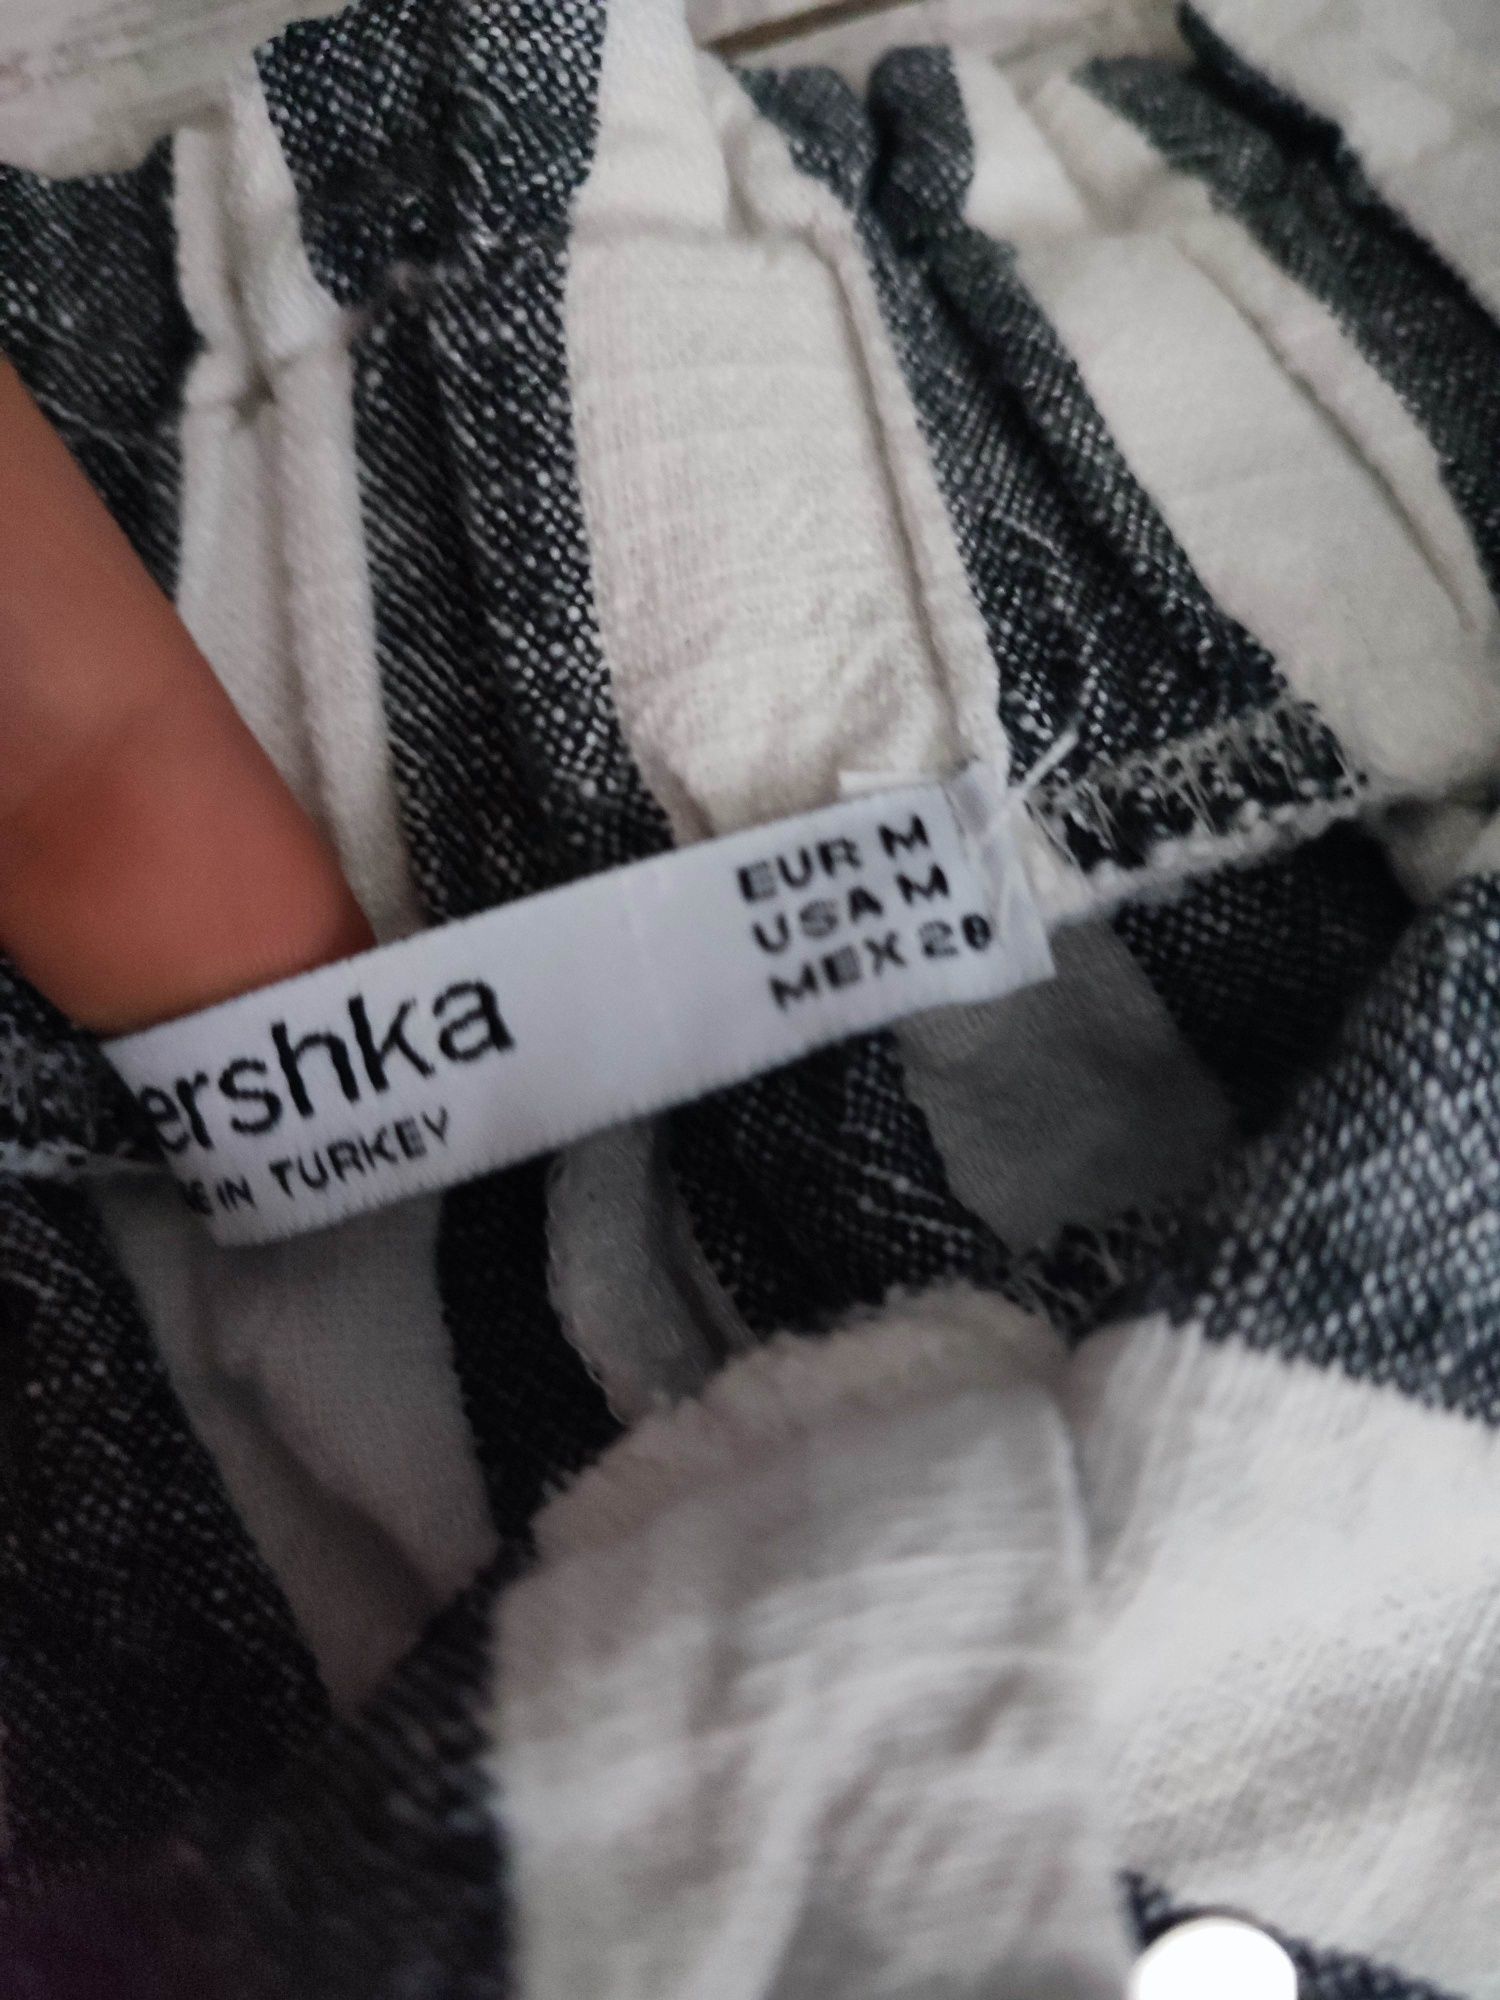 ershka
IN TURKEY
EUR M
USA M
MEX 28